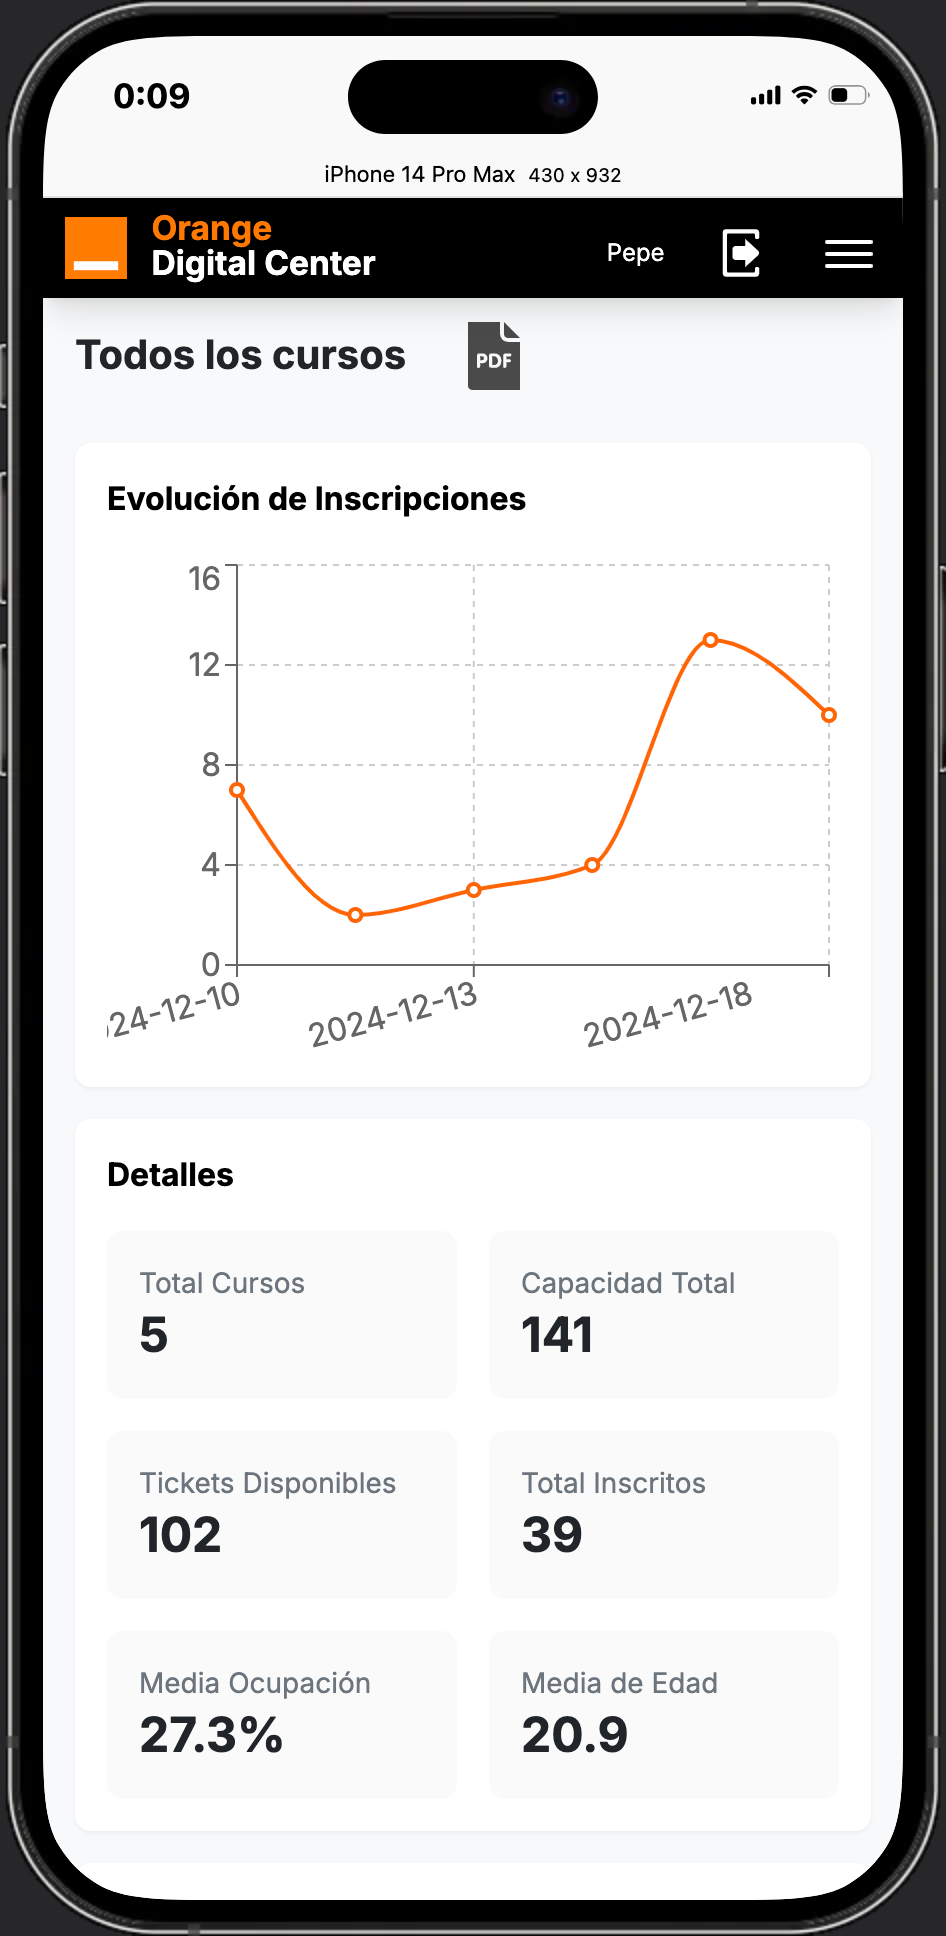 0:09
iPhone 14 Pro Max 430 x 932
Orange
Digital Center
Pepe
Todos los cursos
PDF
Evolución de Inscripciones
16
12
8
4
0
24-12-10
2024-12-13
2024-12-18
Detalles
Total Cursos
5
Capacidad Total
141
Tickets Disponibles
102
Total Inscritos
39
Media Ocupación
27.3%
Media de Edad
20.9